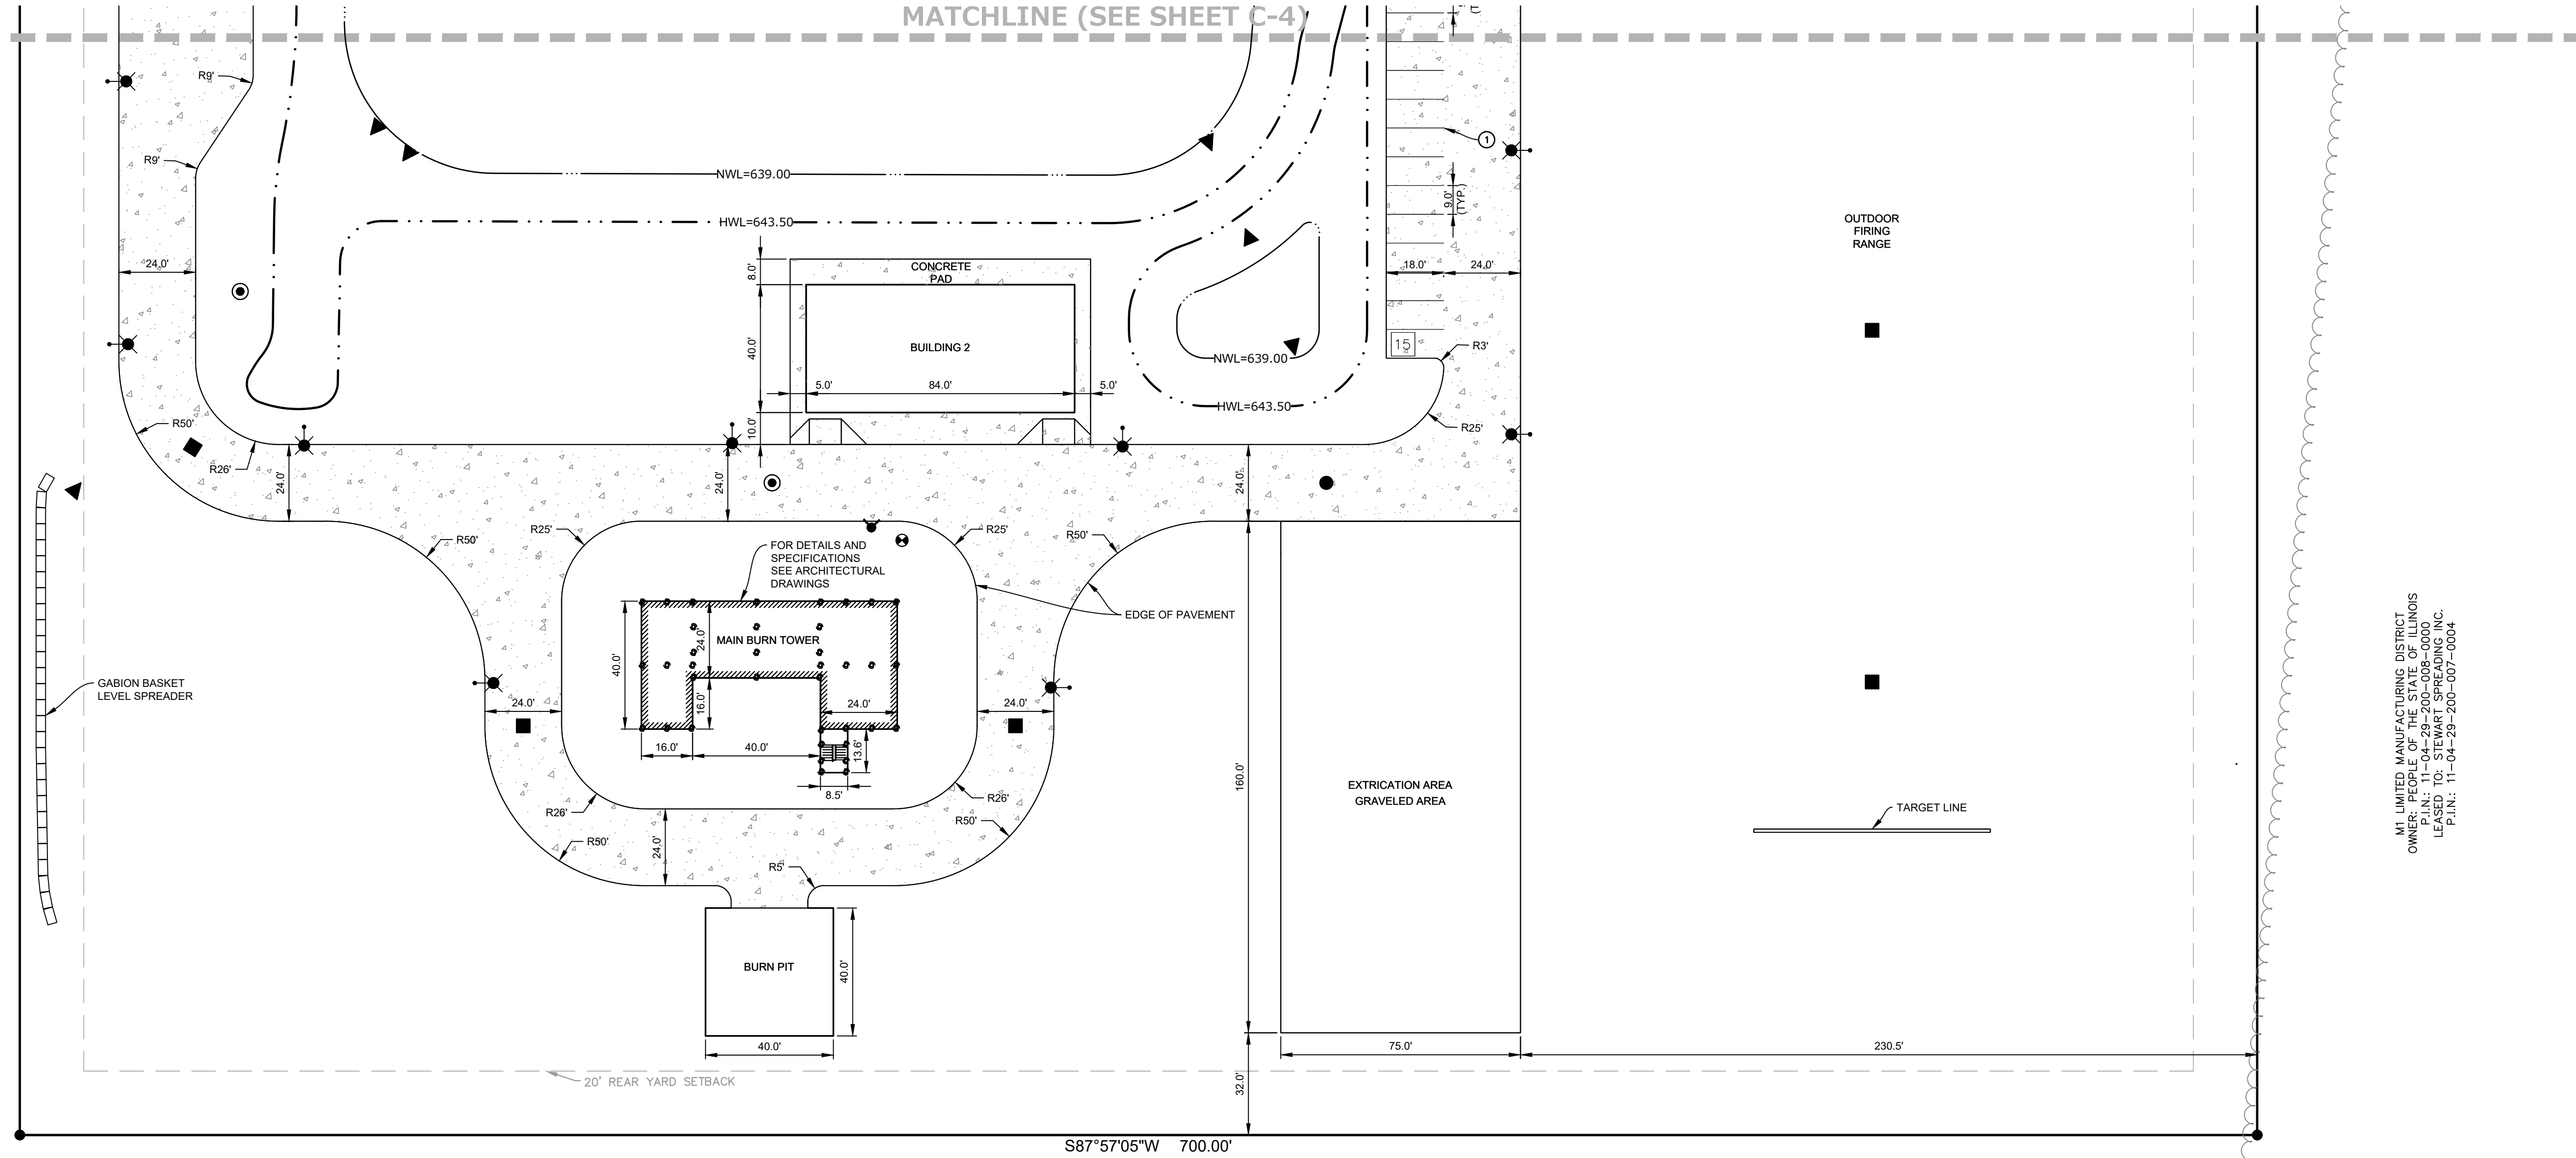 MATCHLINE (SEE SHEET C-4)
R9'
R9'
1
NWL=639.00
HWL=643.50
9.0'
(TYP.)
OUTDOOR
FIRING
RANGE
24.0'
8.0'
CONCRETE
PAD
18.0'
24.0'
40.0'
BUILDING 2
15
R3'
NWL=639.00
5.0'
84.0'
5.0'
HWL=643.50
R50'
10.0'
R25'
R26'
24.0'
24.0'
24.0'
R50'
R25'
R25'
R50'
FOR DETAILS AND
SPECIFICATIONS
SEE ARCHITECTURAL
DRAWINGS
EDGE OF PAVEMENT
40.0'
24.0'
MAIN BURN TOWER
GABION BASKET
LEVEL SPREADER
24.0'
16.0'
24.0'
24.0'
16.0'
40.0'
13.6'
8.5'
R26'
R26'
R50'
R50'
24.0'
R5'
160.0'
EXTRICATION AREA
GRAVELED AREA
TARGET LINE
M1 LIMITED MANUFACTURING DISTRICT
OWNER: PEOPLE OF THE STATE OF ILLINOIS
P.I.N.: 11-04-29-200-008-0000
LEASED TO: STEWART SPREADING INC.
P.I.N.: 11-04-29-200-007-0004
BURN PIT
40.0'
40.0'
75.0'
230.5'
20' REAR YARD SETBACK
32.0'
S87°57'05"W 700.00'